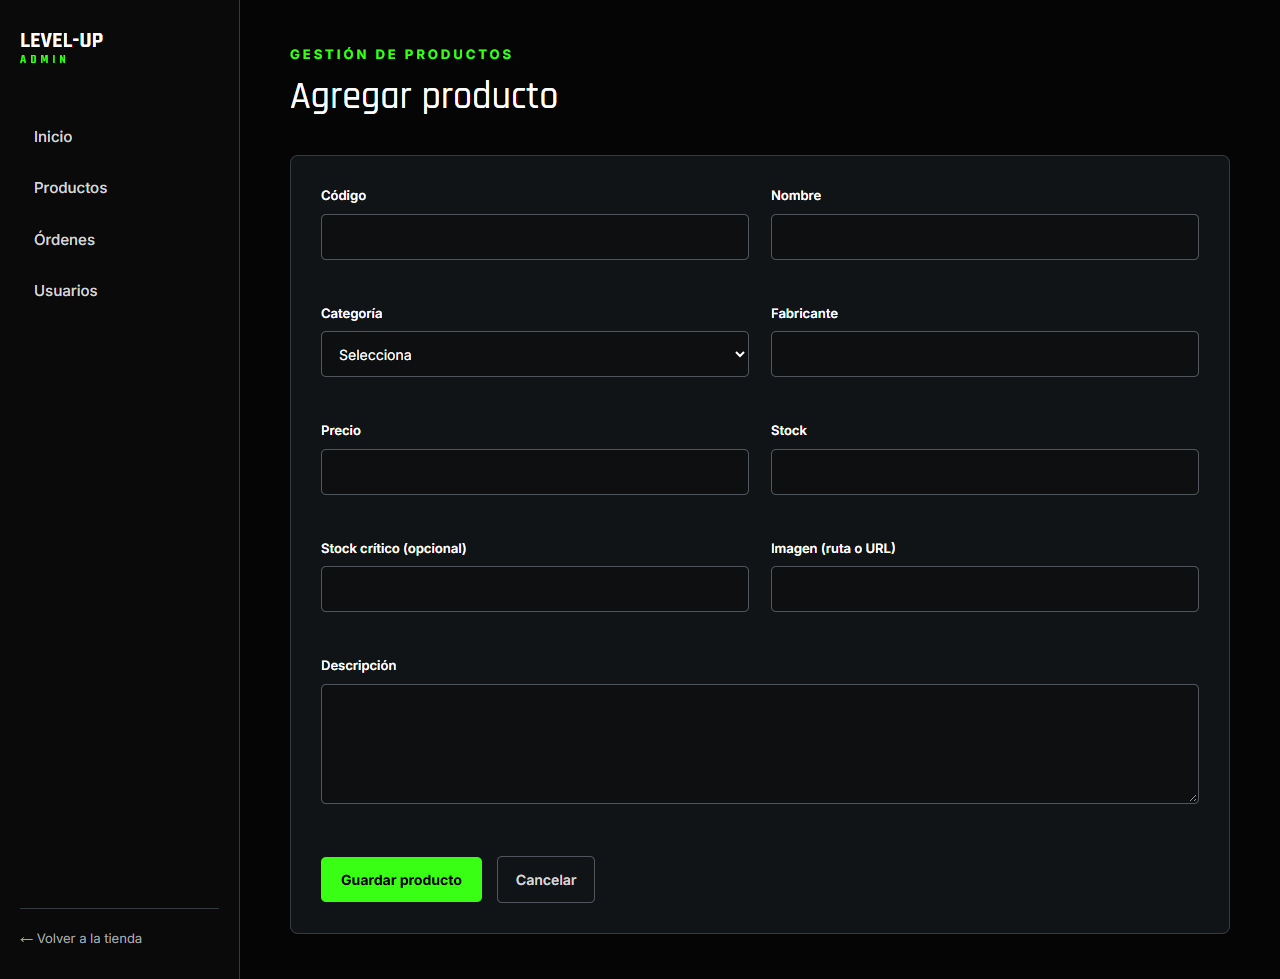 LEVEL-UP
ADMIN
Inicio
Productos
Órdenes
Usuarios
← Volver a la tienda
GESTIÓN DE PRODUCTOS
Agregar producto
Código
Nombre
Categoría
Fabricante
Selecciona
Precio
Stock
Stock crítico (opcional)
Imagen (ruta o URL)
Descripción
Guardar producto
Cancelar